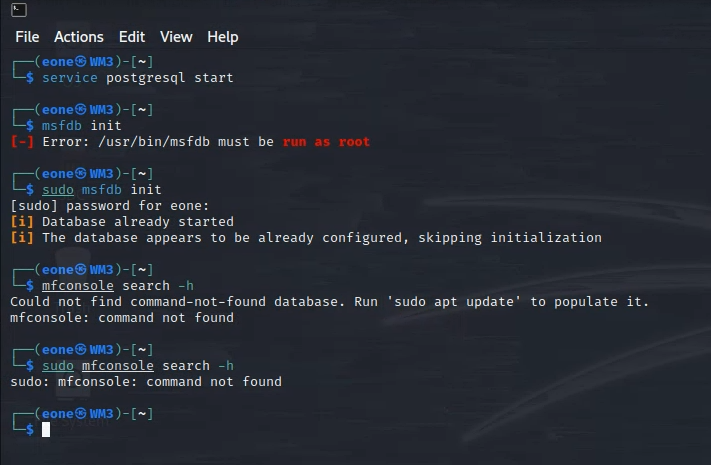 File Actions Edit View Help
┌──(eone㉿WM3)-[~]
└─$ service postgresql start
┌──(eone㉿WM3)-[~]
└─$ msfdb init
[-] Error: /usr/bin/msfdb must be run as root
┌──(eone㉿WM3)-[~]
└─$ sudo msfdb init
[sudo] password for eone:
[i] Database already started
[i] The database appears to be already configured, skipping initialization
┌──(eone㉿WM3)-[~]
└─$ mfconsole search -h
Could not find command-not-found database. Run 'sudo apt update' to populate it.
mfconsole: command not found
┌──(eone㉿WM3)-[~]
└─$ sudo mfconsole search -h
sudo: mfconsole: command not found
┌──(eone㉿WM3)-[~]
└─$